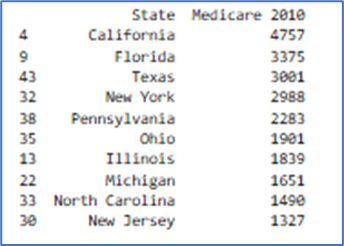 State Medicare 2010
4 California 4757
9 Florida 3375
43 Texas 3001
32 New York 2988
38 Pennsylvania 2283
35 Ohio 1901
13 Illinois 1839
22 Michigan 1651
33 North Carolina 1490
30 New Jersey 1327